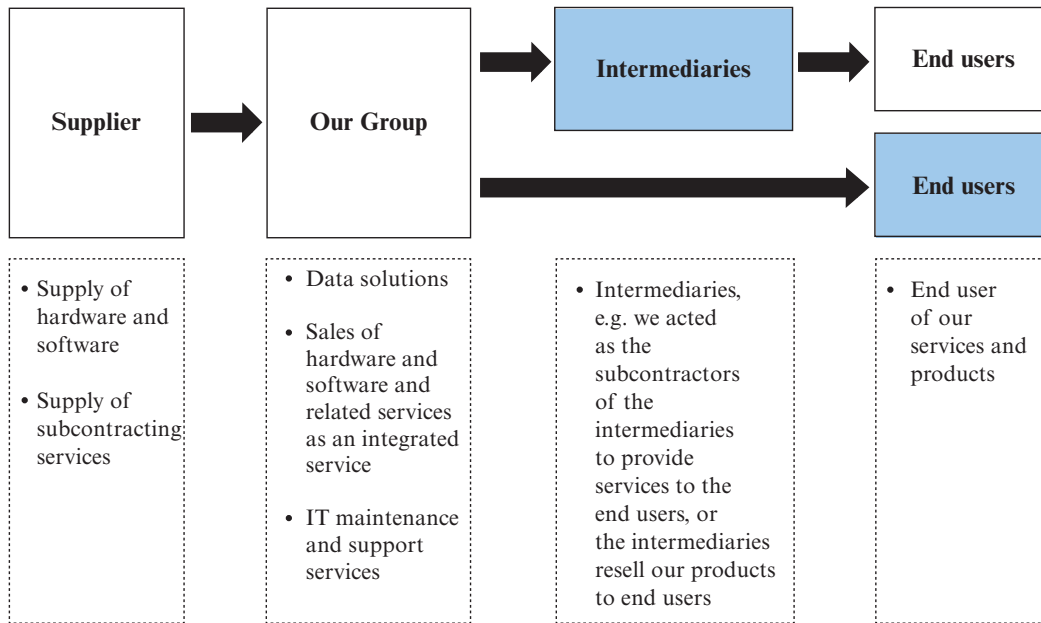 Supplier
Our Group
Intermediaries
End users
End users
• Supply of
hardware and
software
• Supply of
subcontracting
services
• Data solutions
• Sales of
hardware and
software and
related services
as an integrated
service
• IT maintenance
and support
services
• Intermediaries,
e.g. we acted
as the
subcontractors
of the
intermediaries
to provide
services to the
end users, or
the intermediaries
resell our products
to end users
• End user
of our
services and
products